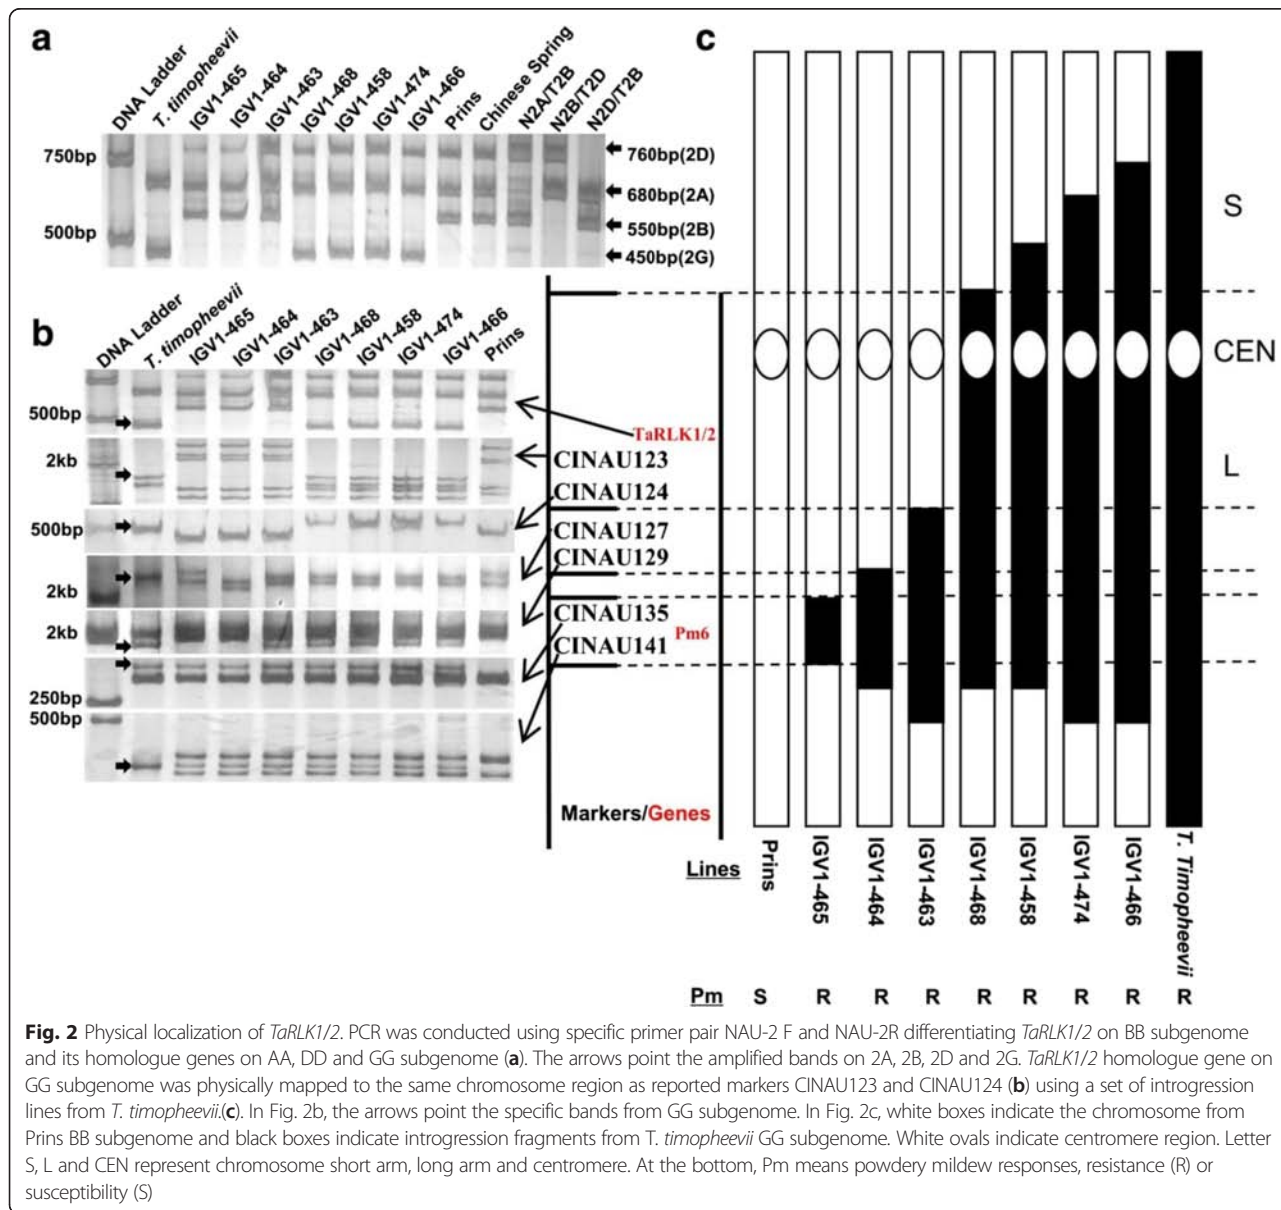 a
DNA Ladder
T. timopheevii
IGV1-465
IGV1-464
IGV1-463
IGV1-468
IGV1-458
IGV1-474
IGV1-466
Prins
Chinese Spring
N2A/T2B
N2B/T2D
N2D/T2B
750bp
500bp
760bp(2D)
680bp(2A)
550bp(2B)
450bp(2G)
b
DNA Ladder
T. timopheevii
IGV1-465
IGV1-464
IGV1-463
IGV1-468
IGV1-458
IGV1-474
IGV1-466
Prins
500bp
2kb
500bp
2kb
2kb
250bp
500bp
TaRLK1/2
CINAU123
CINAU124
CINAU127
CINAU129
CINAU135
Pm6
CINAU141
Markers/Genes
c
S
CEN
L
Lines
Prins
IGV1-465
IGV1-464
IGV1-463
IGV1-468
IGV1-458
IGV1-474
IGV1-466
T. Timopheevii
Pm S R R R R R R R R
Fig. 2 Physical localization of TaRLK1/2. PCR was conducted using specific primer pair NAU-2 F and NAU-2R differentiating TaRLK1/2 on BB subgenome
and its homologue genes on AA, DD and GG subgenome (a). The arrows point the amplified bands on 2A, 2B, 2D and 2G. TaRLK1/2 homologue gene on
GG subgenome was physically mapped to the same chromosome region as reported markers CINAU123 and CINAU124 (b) using a set of introgression
lines from T. timopheevii.(c). In Fig. 2b, the arrows point the specific bands from GG subgenome. In Fig. 2c, white boxes indicate the chromosome from
Prins BB subgenome and black boxes indicate introgression fragments from T. timopheevii GG subgenome. White ovals indicate centromere region. Letter
S, L and CEN represent chromosome short arm, long arm and centromere. At the bottom, Pm means powdery mildew responses, resistance (R) or
susceptibility (S)